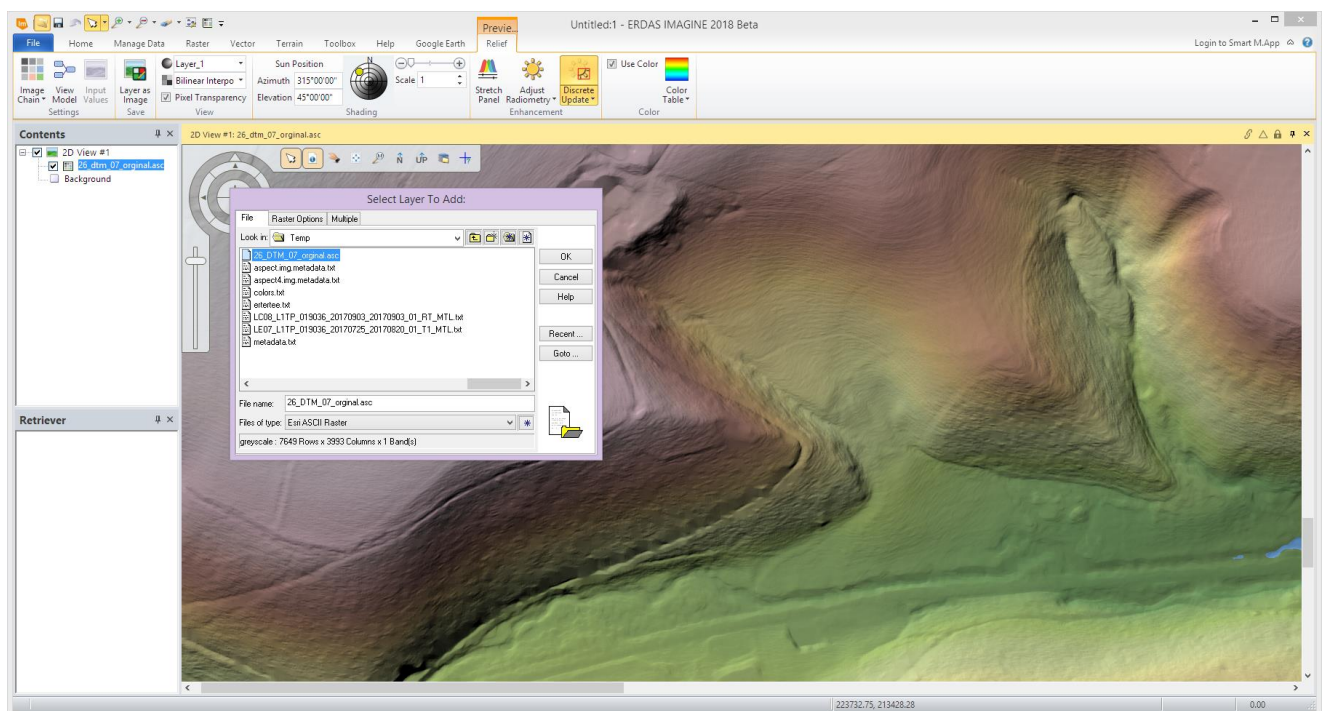 Untitled:1 - ERDAS IMAGINE 2018 Beta
Previe...
File Home Manage Data Raster Vector Terrain Toolbox Help Google Earth Relief Login to Smart M.App
Layer_1 Sun Position N Scale 1 Use Color
Bilinear Interpo Azimuth 315°00'00"
Pixel Transparency Elevation 45°00'00"
Image Chain View Model Input Values Layer as Image Stretch Panel Adjust Radiometry Discrete Update Color Table
Settings Save View Shading Enhancement Color
Contents
2D View #1: 26_dtm_07_orginal.asc
2D View #1
26_dtm_07_orginal.asc
Background
N UP
Select Layer To Add:
File Raster Options Multiple
Look in: Temp
26_DTM_07_orginal.asc
aspect.img.metadata.txt
aspect4.img.metadata.txt
colors.txt
ertertee.txt
LC08_L1TP_019036_20170903_20170903_01_RT_MTL.txt
LE07_L1TP_019036_20170725_20170820_01_T1_MTL.txt
metadata.txt
OK
Cancel
Help
Recent ...
Goto ...
File name: 26_DTM_07_orginal.asc
Files of type: Esri ASCII Raster
greyscale : 7649 Rows x 3993 Columns x 1 Band(s)
Retriever
223732.75, 213428.28 0.00